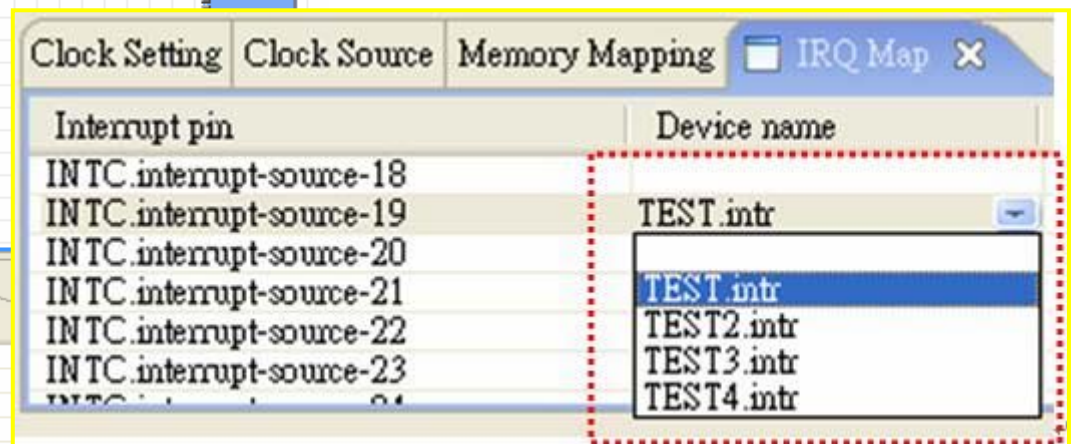 Clock Setting Clock Source Memory Mapping IRQ Map
Interrupt pin Device name
INTC.interrupt-source-18
INTC.interrupt-source-19 TEST.intr
INTC.interrupt-source-20
INTC.interrupt-source-21 TEST.intr
INTC.interrupt-source-22 TEST2.intr
INTC.interrupt-source-23 TEST3.intr
TEST4.intr